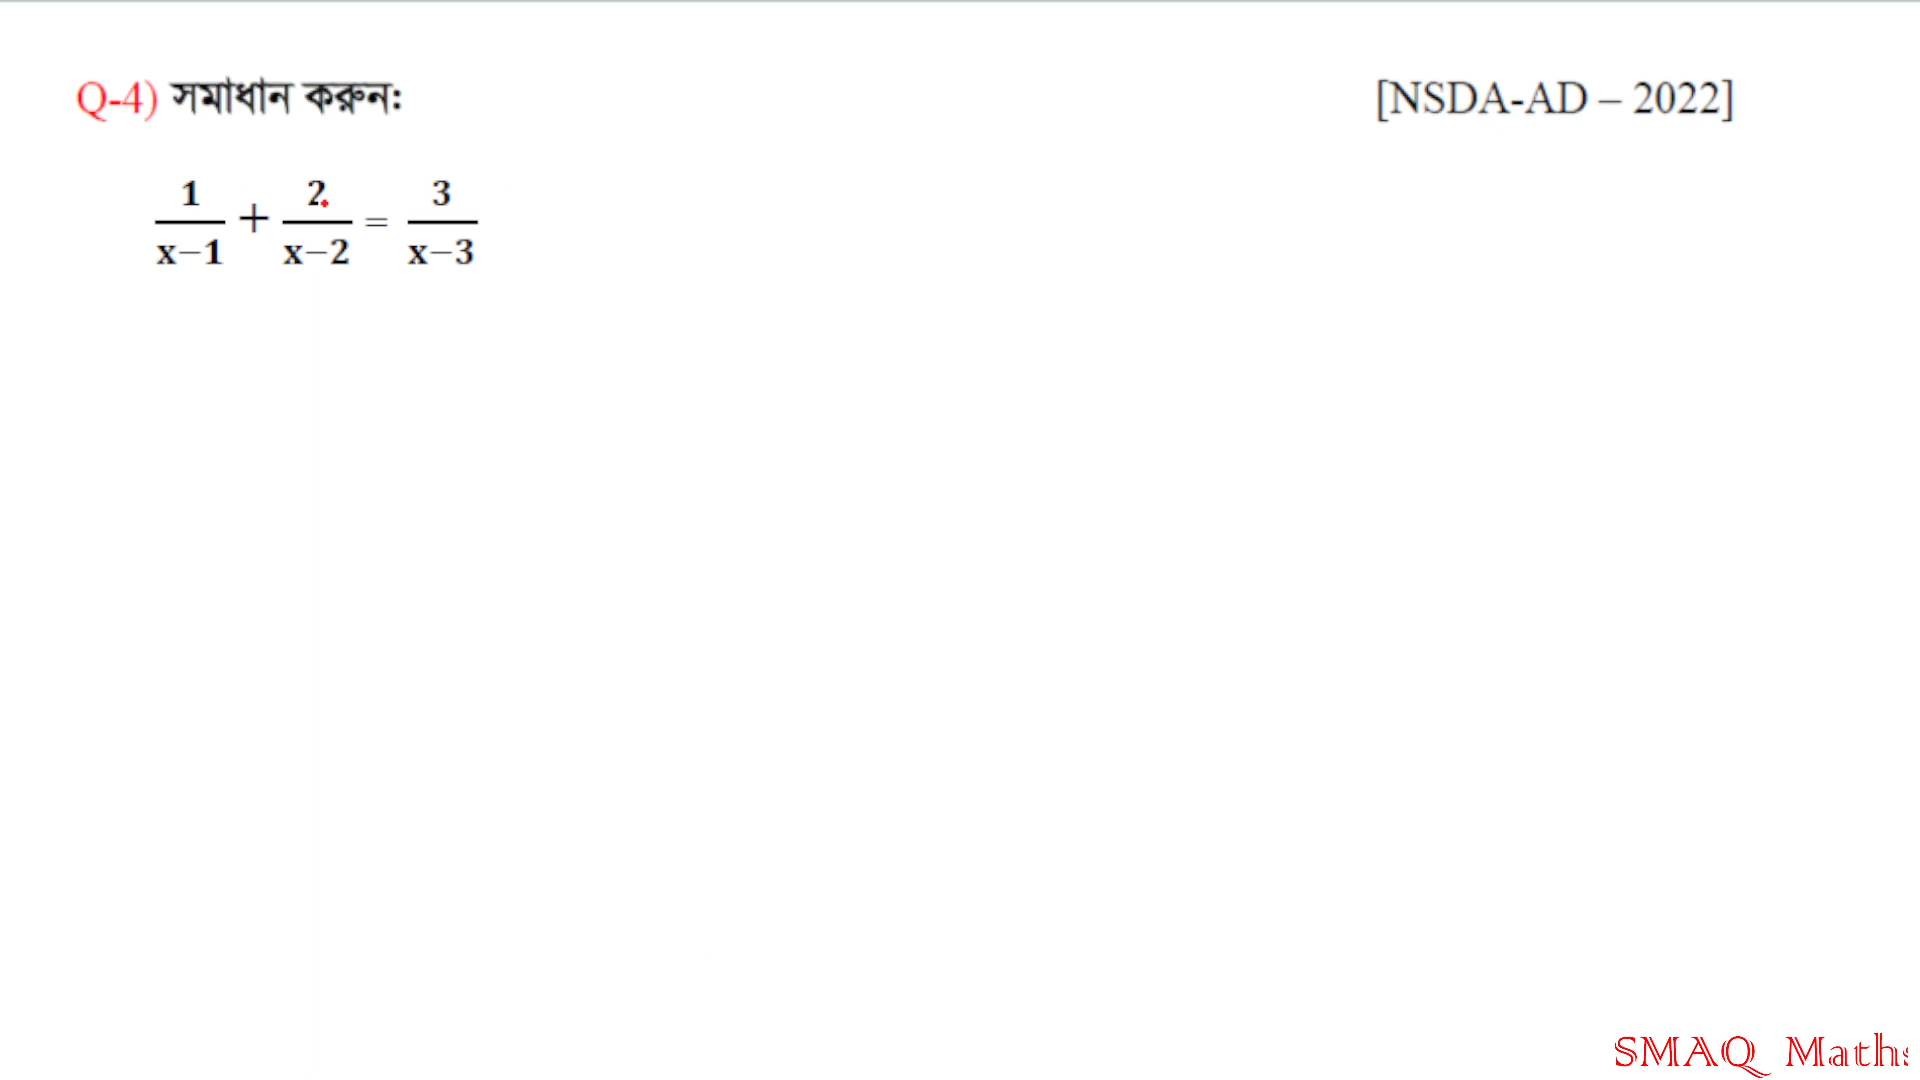 Q-4) সমাধান করুন: [NSDA-AD – 2022]
1/(x−1) + 2/(x−2) = 3/(x−3)
SMAQ Maths